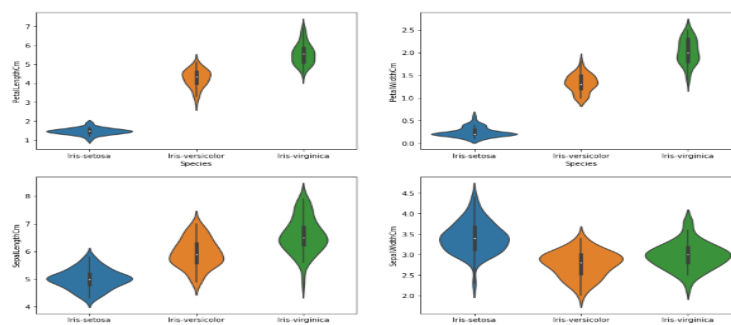 PetalLengthCm
7
6
5
4
3
2
1
Iris-setosa Iris-versicolor Iris-virginica
Species
PetalWidthCm
2.5
2.0
1.5
1.0
0.5
0.0
Iris-setosa Iris-versicolor Iris-virginica
Species
SepalLengthCm
8
7
6
5
4
Iris-setosa Iris-versicolor Iris-virginica
SepalWidthCm
4.5
4.0
3.5
3.0
2.5
2.0
Iris-setosa Iris-versicolor Iris-virginica